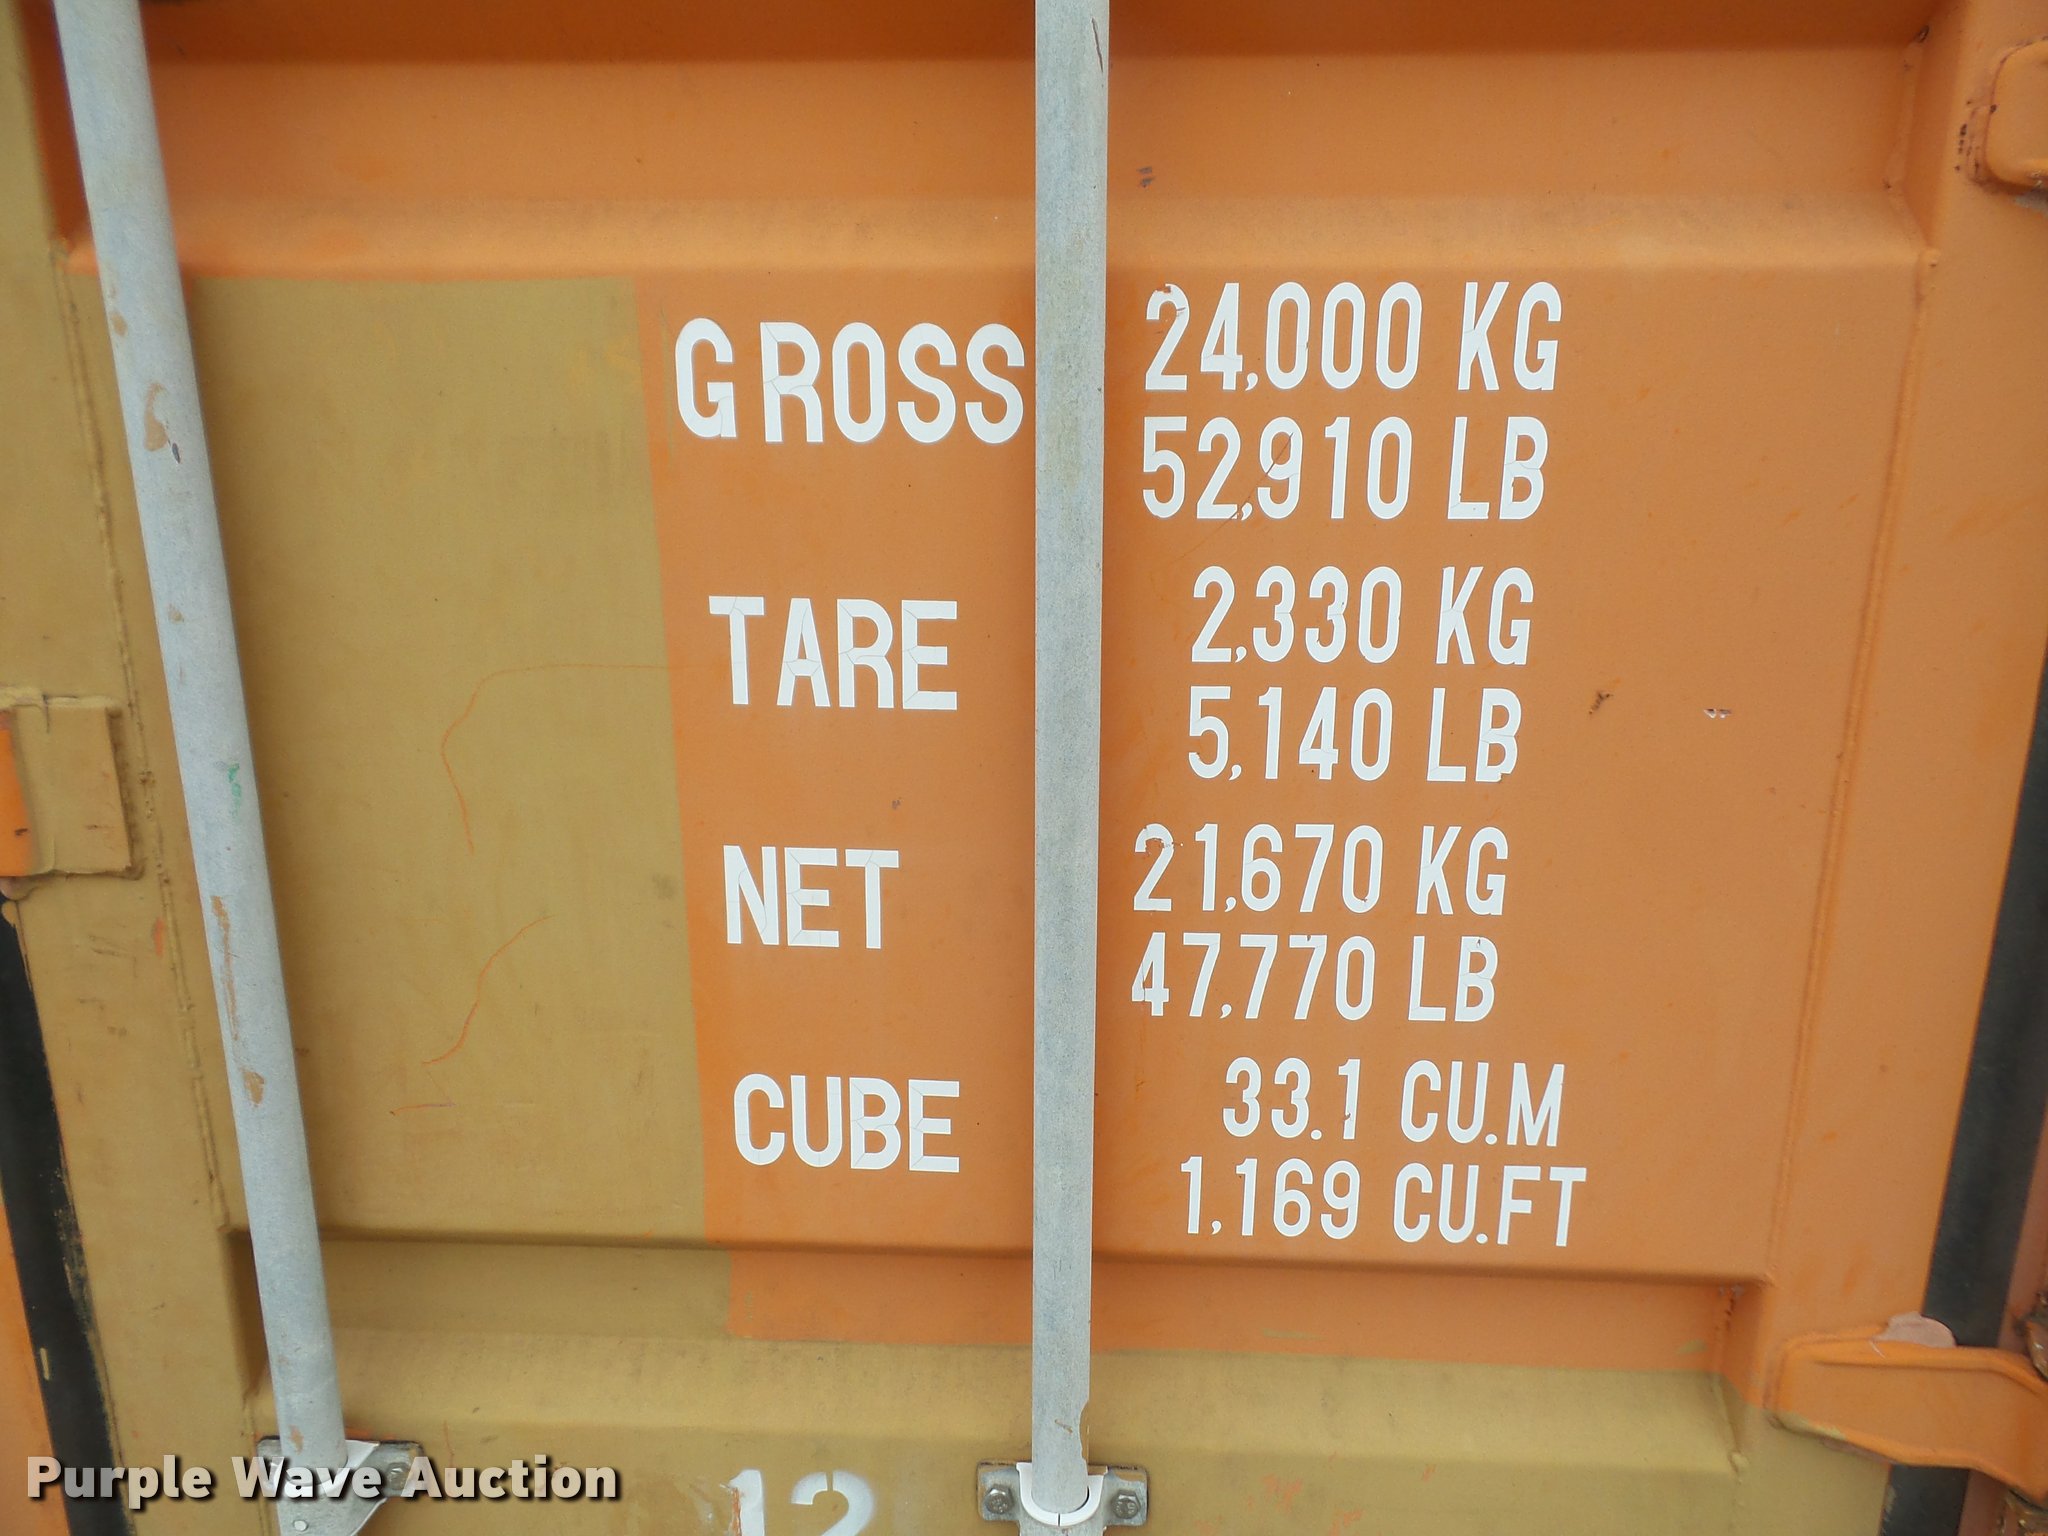 GROSS 24,000 KG
52,910 LB
TARE 2,330 KG
5,140 LB
NET 21,670 KG
47,770 LB
CUBE 33.1 CU.M
1,169 CU.FT
12
Purple Wave Auction